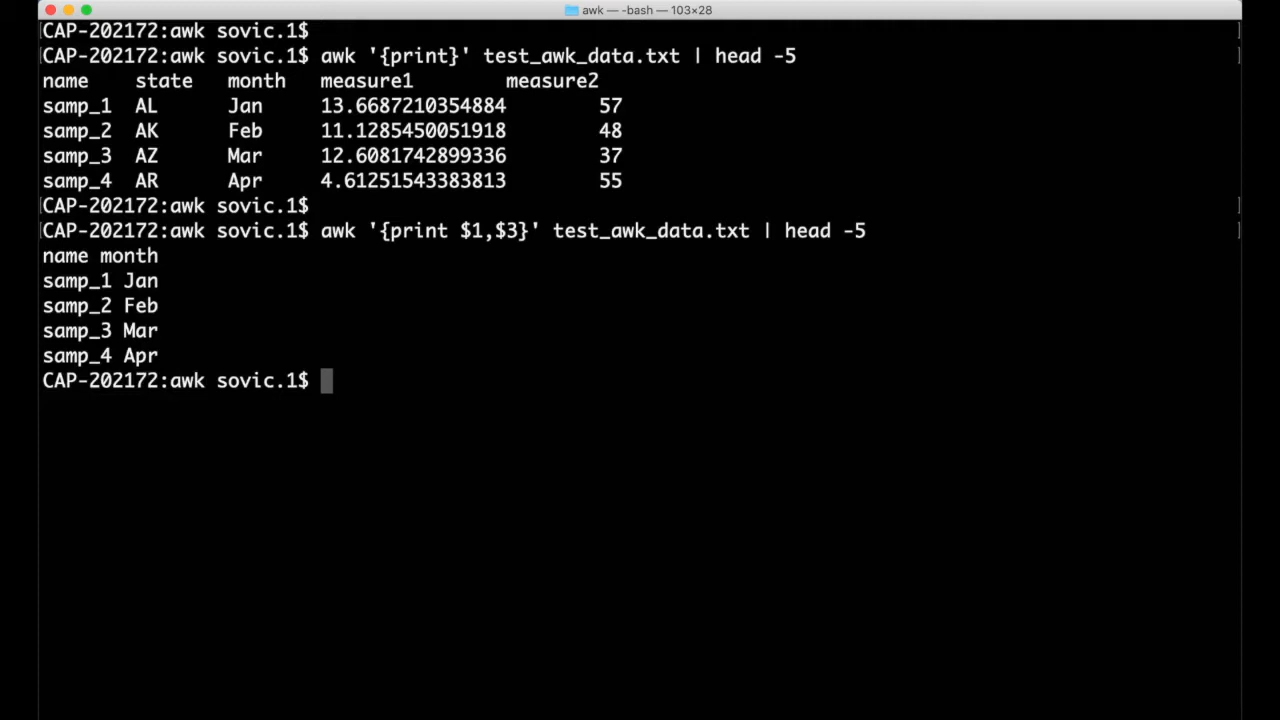 awk — -bash — 103×28
CAP-202172:awk sovic.1$
CAP-202172:awk sovic.1$ awk '{print}' test_awk_data.txt | head -5
name    state   month   measure1        measure2
samp_1  AL      Jan     13.6687210354884        57
samp_2  AK      Feb     11.1285450051918        48
samp_3  AZ      Mar     12.6081742899336        37
samp_4  AR      Apr     4.61251543383813        55
CAP-202172:awk sovic.1$
CAP-202172:awk sovic.1$ awk '{print $1,$3}' test_awk_data.txt | head -5
name month
samp_1 Jan
samp_2 Feb
samp_3 Mar
samp_4 Apr
CAP-202172:awk sovic.1$